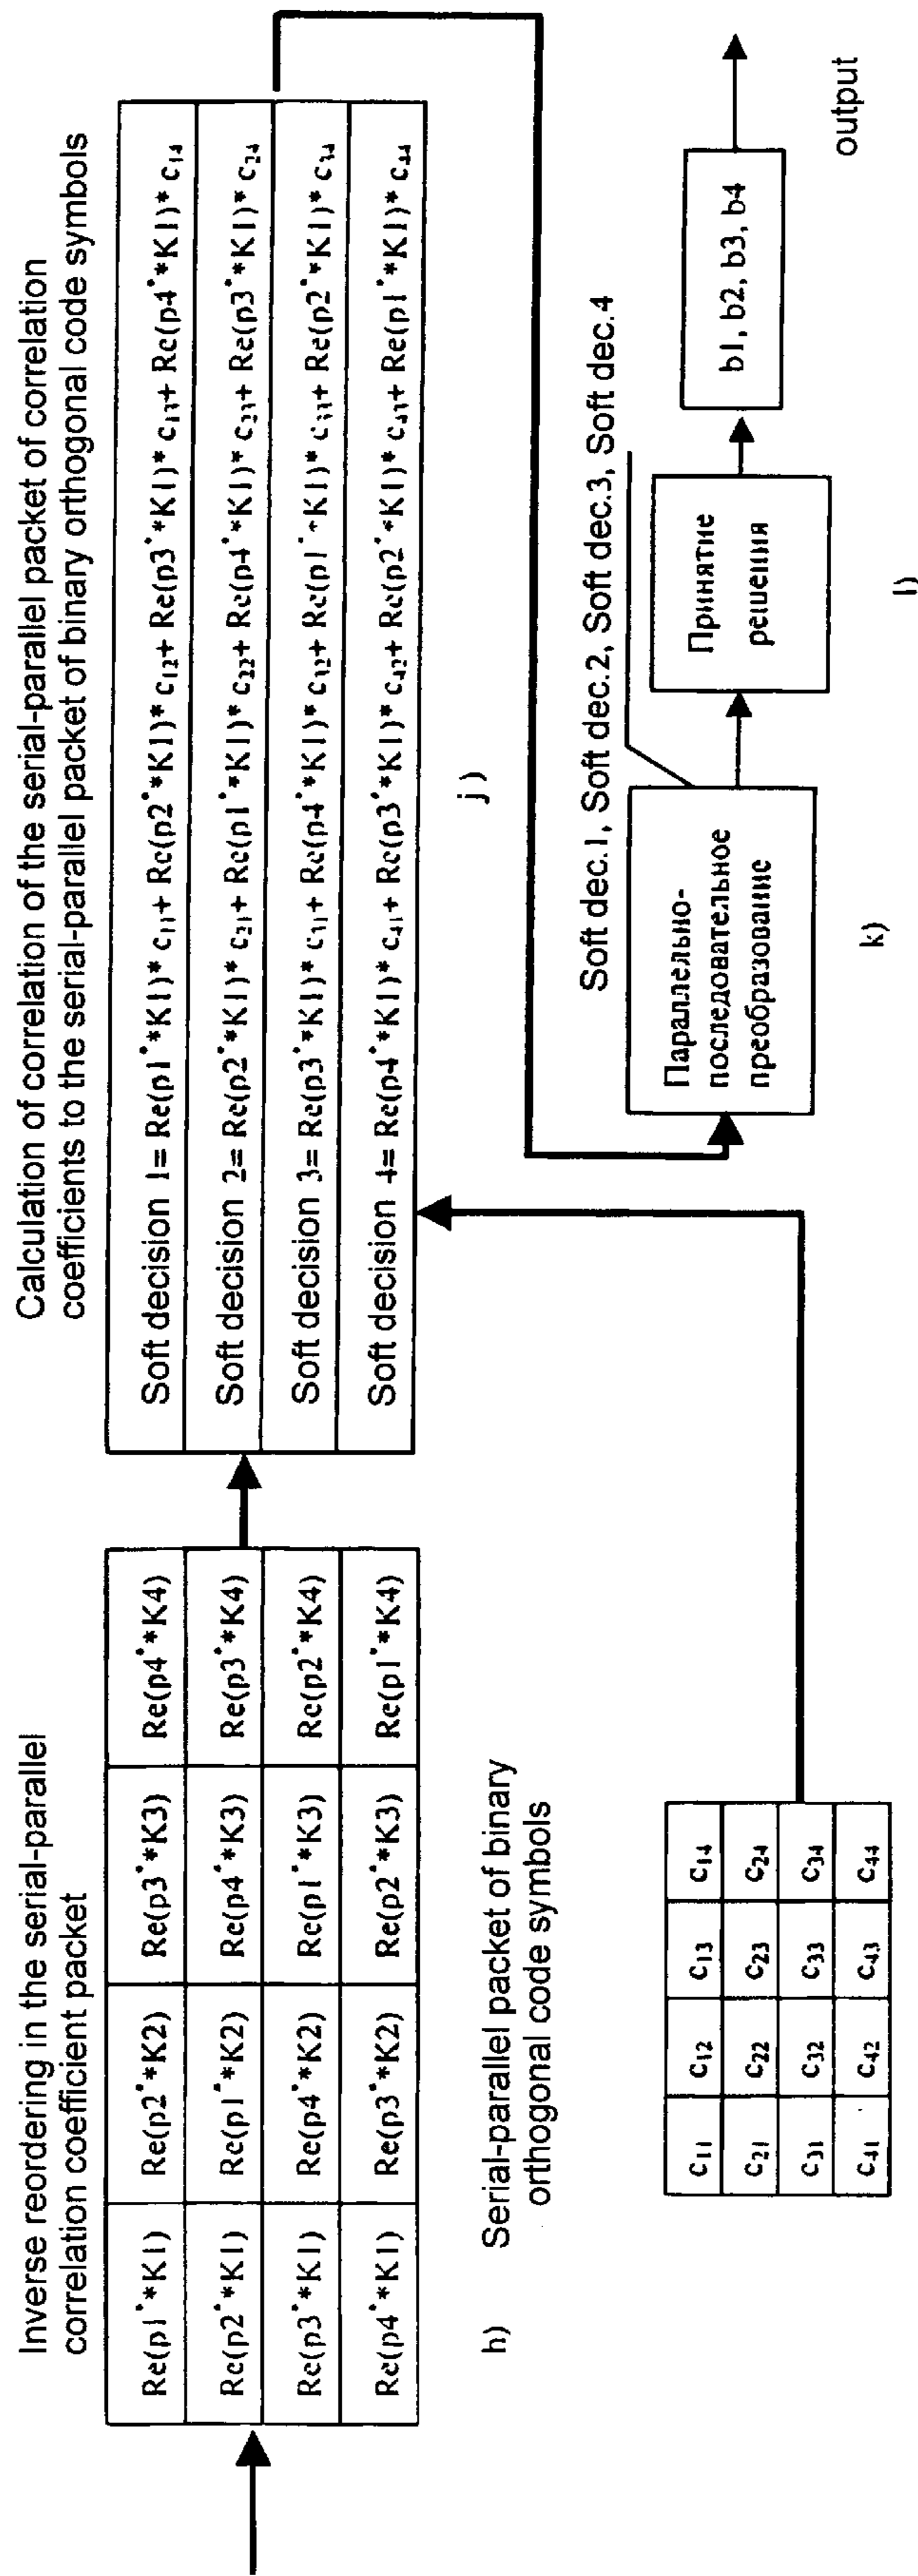 Inverse reordering in the serial-parallel
correlation coefficient packet
Re(p1**K1) Re(p2**K2) Re(p3**K3) Re(p4**K4)
Re(p2**K1) Re(p1**K2) Re(p4**K3) Re(p3**K4)
Re(p3**K1) Re(p4**K2) Re(p1**K3) Re(p2**K4)
Re(p4**K1) Re(p3**K2) Re(p2**K3) Re(p1**K4)
h)
Calculation of correlation of the serial-parallel packet of correlation
coefficients to the serial-parallel packet of binary orthogonal code symbols
Soft decision 1= Re(p1**K1)* c11+ Re(p2**K1)* c12+ Re(p3**K1)* c13+ Re(p4**K1)* c14
Soft decision 2= Re(p2**K1)* c21+ Re(p1**K1)* c22+ Re(p4**K1)* c23+ Re(p3**K1)* c24
Soft decision 3= Re(p3**K1)* c31+ Re(p4**K1)* c32+ Re(p1**K1)* c33+ Re(p2**K1)* c34
Soft decision 4= Re(p4**K1)* c41+ Re(p3**K1)* c42+ Re(p2**K1)* c43+ Re(p1**K1)* c44
j)
Serial-parallel packet of binary
orthogonal code symbols
c11 c12 c13 c14
c21 c22 c23 c24
c31 c32 c33 c34
c41 c42 c43 c44
Soft dec.1, Soft dec.2, Soft dec.3, Soft dec.4
Параллельно-
последовательное
преобразование
k)
Принятие
решения
l)
b1, b2, b3, b4
output